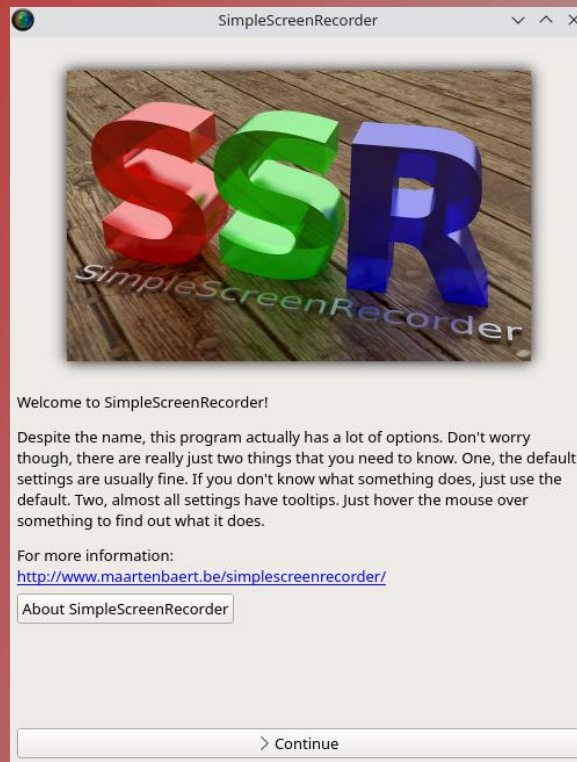 SimpleScreenRecorder
SSR
SimpleScreenRecorder
Welcome to SimpleScreenRecorder!
Despite the name, this program actually has a lot of options. Don't worry
though, there are really just two things that you need to know. One, the default
settings are usually fine. If you don't know what something does, just use the
default. Two, almost all settings have tooltips. Just hover the mouse over
something to find out what it does.
For more information:
http://www.maartenbaert.be/simplescreenrecorder/
About SimpleScreenRecorder
Continue